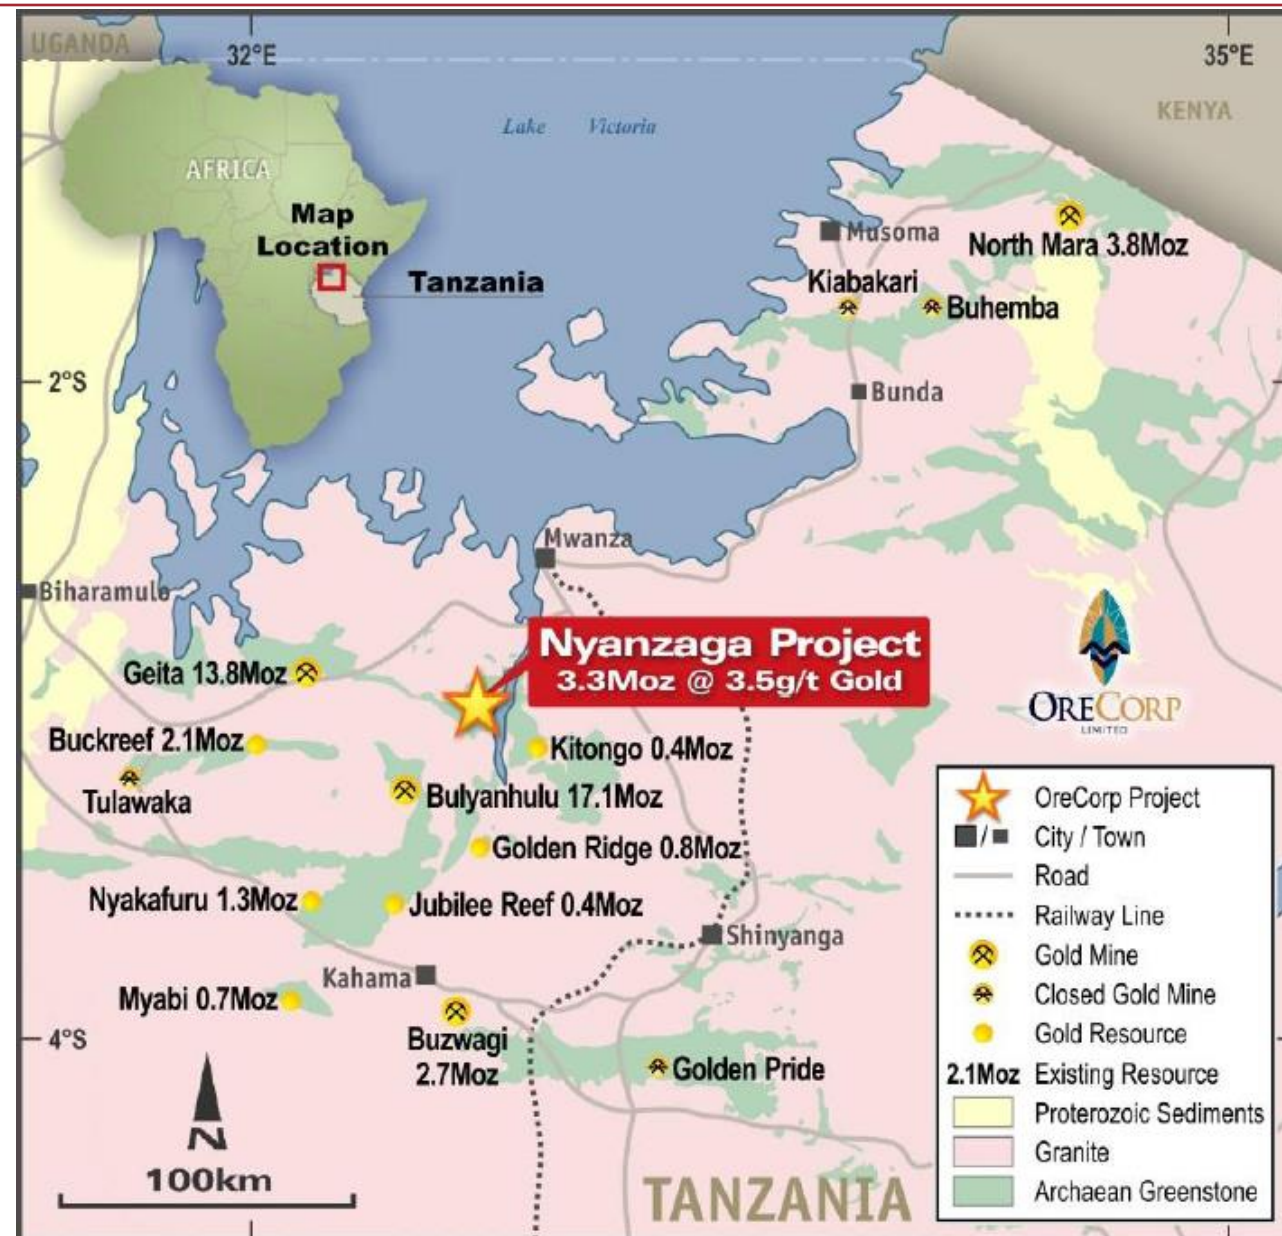 UGANDA
32°E
35°E
KENYA
Lake Victoria
AFRICA
Map
Location
Tanzania
Musoma
North Mara 3.8Moz
Kiabakari
Buhemba
2°S
Bunda
Mwanza
Biharamulo
Nyanzaga Project
3.3Moz @ 3.5g/t Gold
Geita 13.8Moz
ORECORP
LIMITED
Buckreef 2.1Moz
Kitongo 0.4Moz
Tulawaka
Bulyanhulu 17.1Moz
Golden Ridge 0.8Moz
Nyakafuru 1.3Moz
Jubilee Reef 0.4Moz
Shinyanga
Kahama
Myabi 0.7Moz
Buzwagi
2.7Moz
4°S
Golden Pride
N
100km
TANZANIA
OreCorp Project
/ City / Town
Road
Railway Line
Gold Mine
Closed Gold Mine
Gold Resource
2.1Moz Existing Resource
Proterozoic Sediments
Granite
Archaean Greenstone